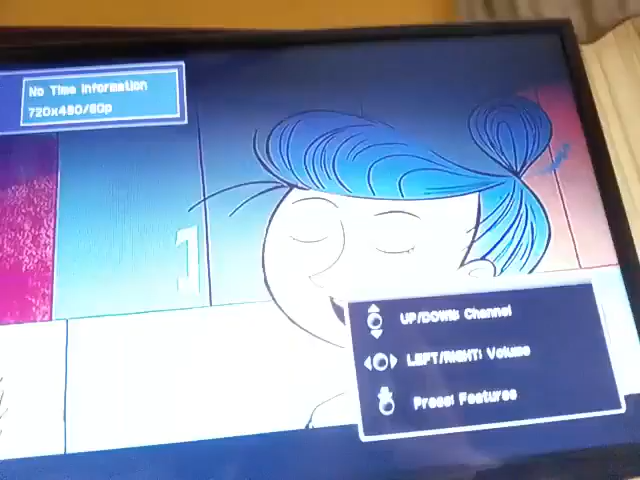 No Time Information
720x480/60p
UP/DOWN: Channel
LEFT/RIGHT: Volume
Press: Features